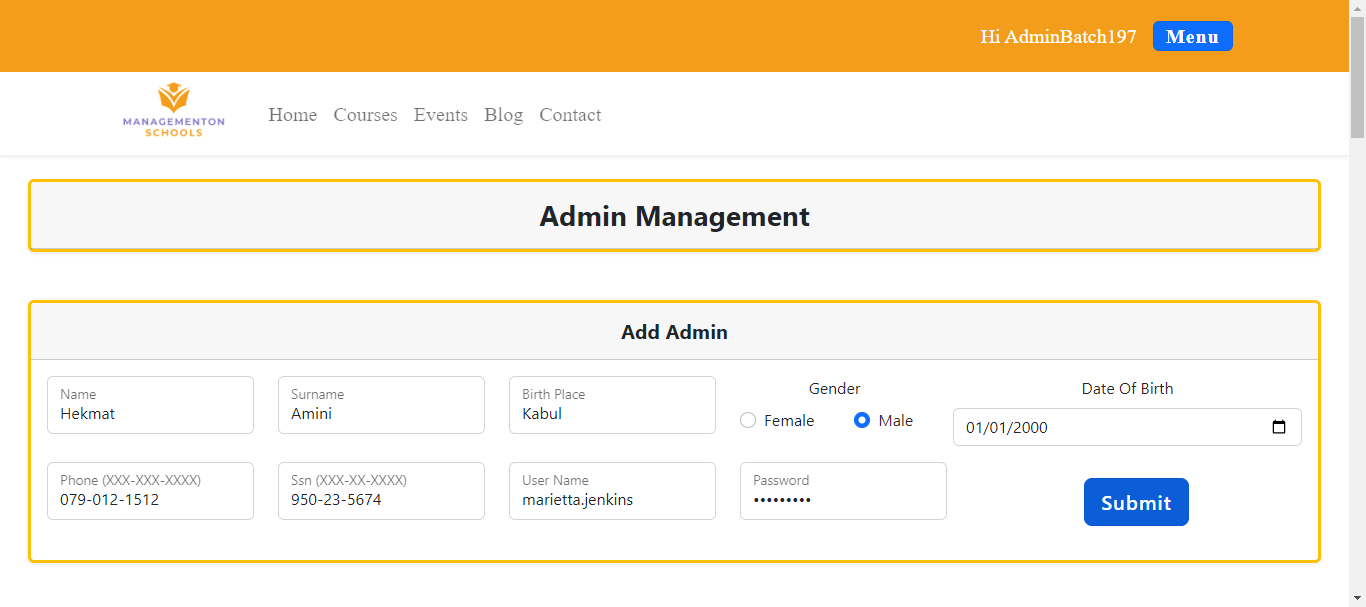 Hi AdminBatch197 Menu
MANAGEMENTON
SCHOOLS
Home Courses Events Blog Contact
Admin Management
Add Admin
Name
Hekmat
Surname
Amini
Birth Place
Kabul
Gender
Female Male
Date Of Birth
01/01/2000
Phone (XXX-XXX-XXXX)
079-012-1512
Ssn (XXX-XX-XXXX)
950-23-5674
User Name
marietta.jenkins
Password
•••••••••
Submit